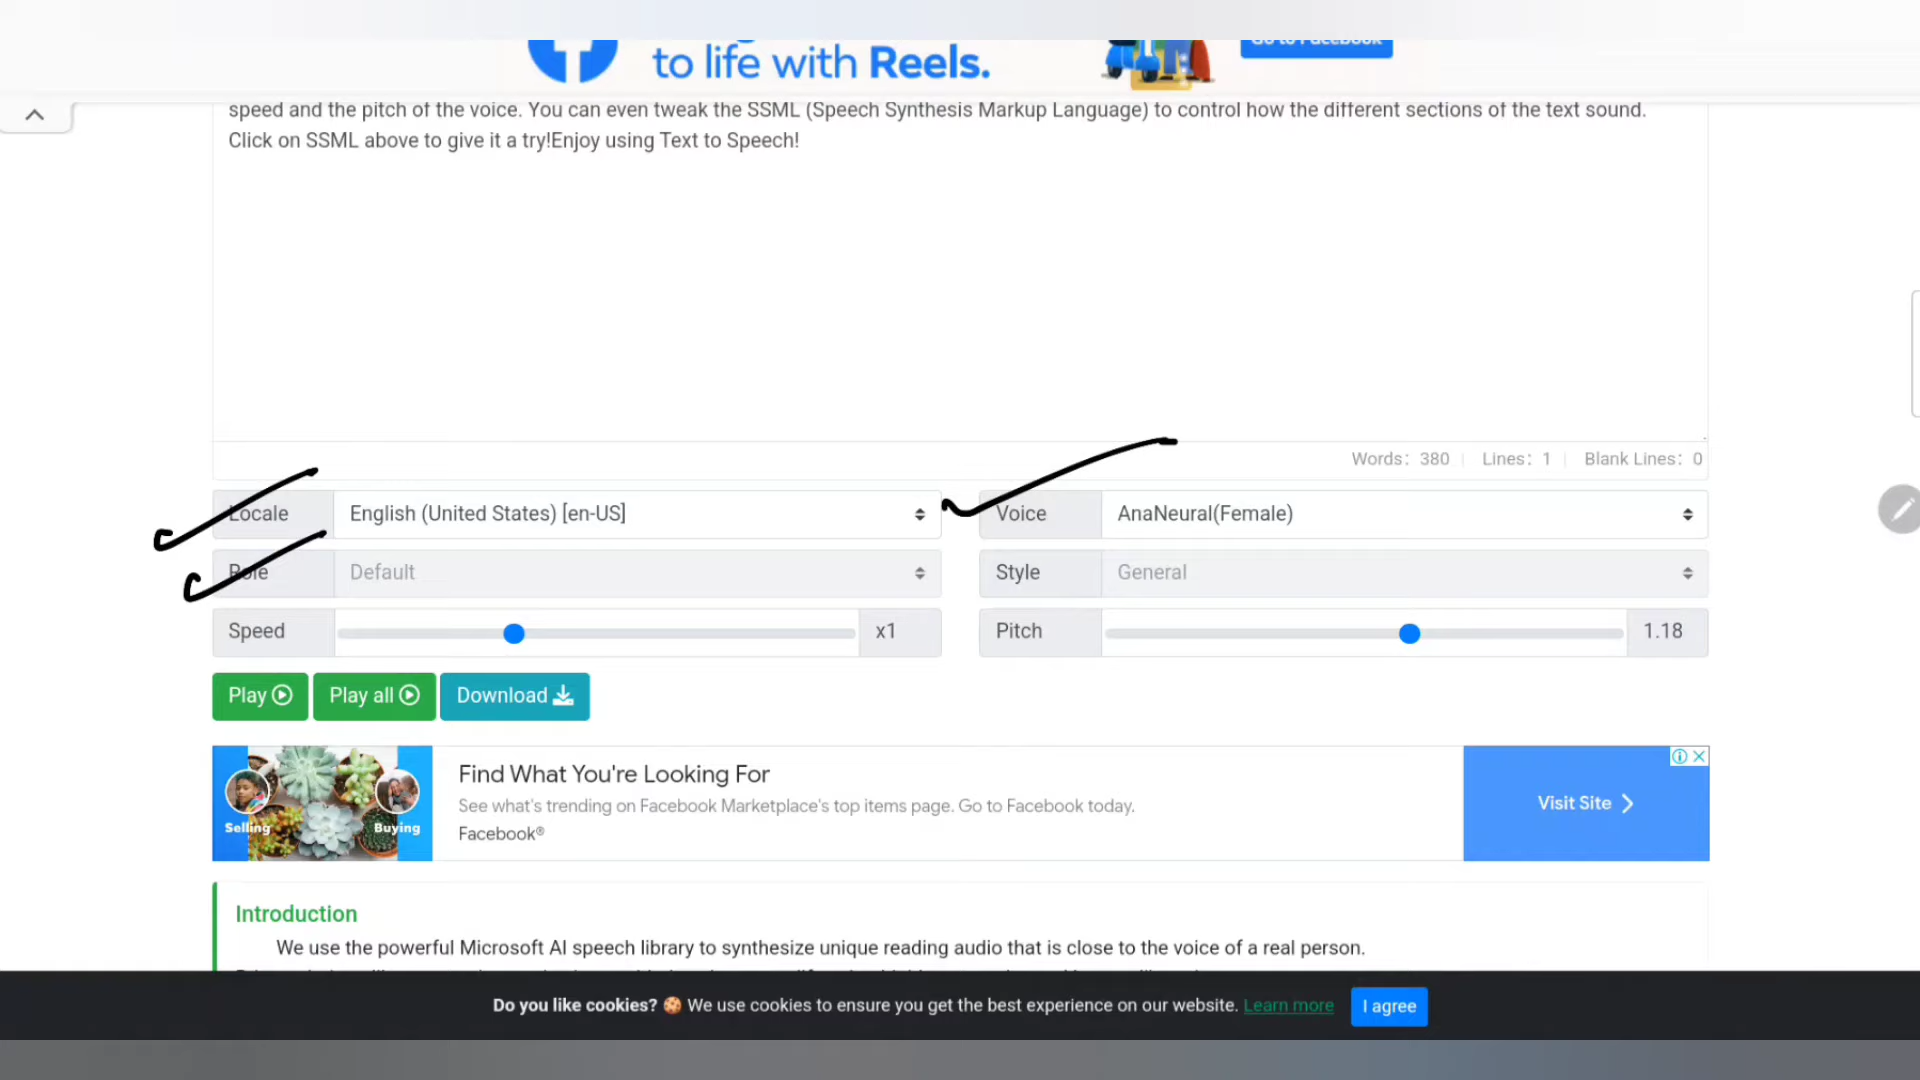 to life with Reels.
Go to Facebook
speed and the pitch of the voice. You can even tweak the SSML (Speech Synthesis Markup Language) to control how the different sections of the text sound.
Click on SSML above to give it a try!Enjoy using Text to Speech!
Words: 380 Lines: 1 Blank Lines: 0
Locale English (United States) [en-US] Voice AnaNeural(Female)
Role Default Style General
Speed x1 Pitch 1.18
Play Play all Download
Find What You're Looking For
See what's trending on Facebook Marketplace's top items page. Go to Facebook today.
Facebook®
Selling Buying
Visit Site
Introduction
We use the powerful Microsoft AI speech library to synthesize unique reading audio that is close to the voice of a real person.
Do you like cookies? 🍪 We use cookies to ensure you get the best experience on our website. Learn more I agree